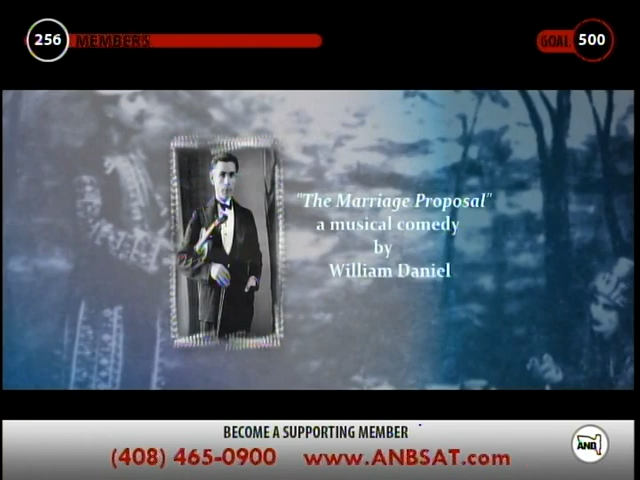 256 MEMBERS GOAL 500
"The Marriage Proposal"
a musical comedy
by
William Daniel
BECOME A SUPPORTING MEMBER
(408) 465-0900 www.ANBSAT.com
ANB